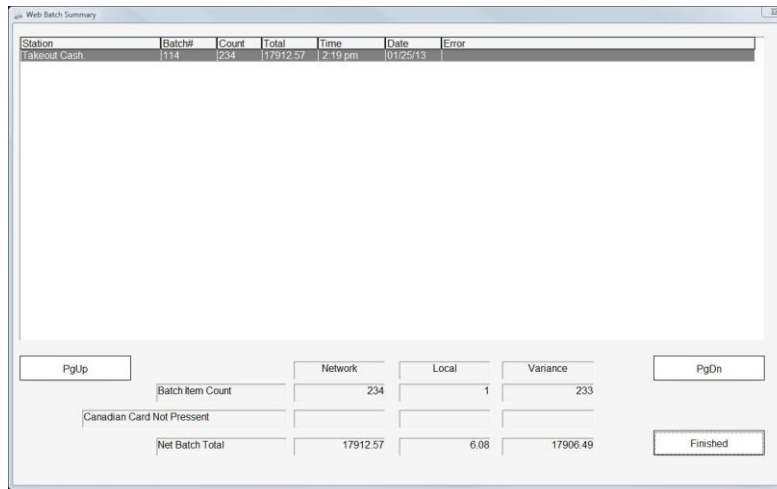 Web Batch Summary
Station Batch# Count Total Time Date Error
Takeout Cash 114 234 17912.57 2:19 pm 01/25/13
PgUp Network Local Variance PgDn
Batch Item Count 234 1 233
Canadian Card Not Pressent
Net Batch Total 17912.57 6.08 17906.49 Finished